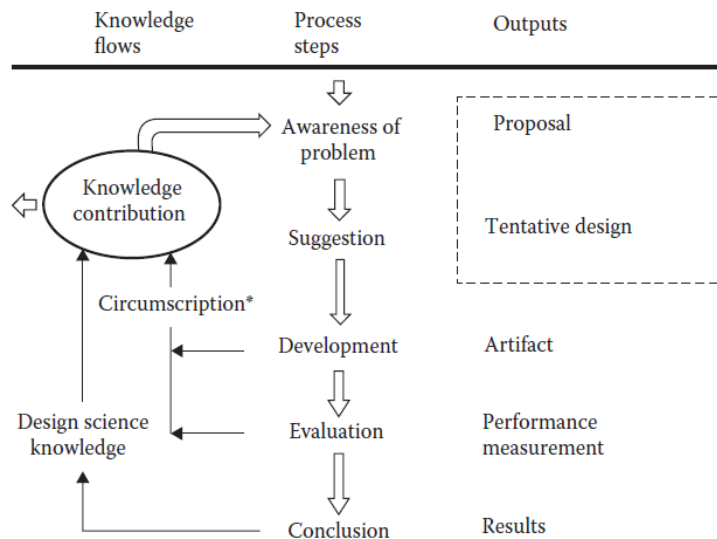 Knowledge
flows
Process
steps
Outputs
Awareness of
problem
Proposal
Knowledge
contribution
Suggestion
Tentative design
Circumscription*
Development
Artifact
Design science
knowledge
Evaluation
Performance
measurement
Conclusion
Results